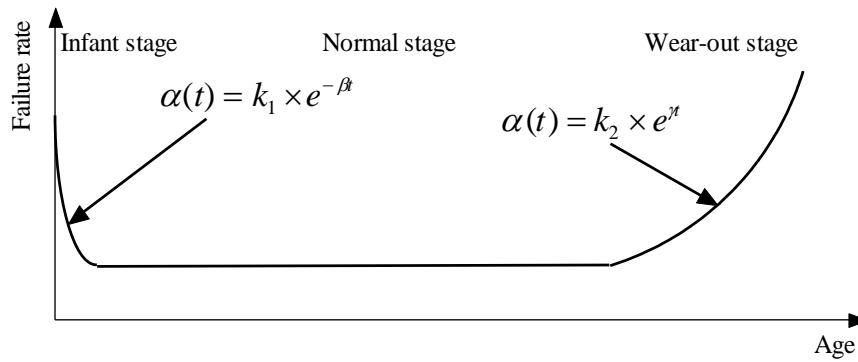 Infant stage
Normal stage
Wear-out stage
Failure rate
α(t) = k₁ × e^{-βt}
α(t) = k₂ × e^{γt}
Age